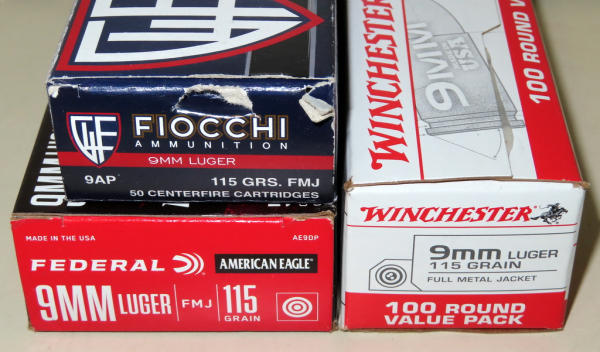 FIOCCHI
AMMUNITION
9MM LUGER
9AP
115 GRS. FMJ
50 CENTERFIRE CARTRIDGES
9MM
MADE IN THE USA
AE9DP
FEDERAL
AMERICAN EAGLE
9MM LUGER FMJ 115
GRAIN
WINCHESTER
9MM
USA
100 ROUND V
WINCHESTER
9mm LUGER
115 GRAIN
FULL METAL JACKET
100 ROUND
VALUE PACK